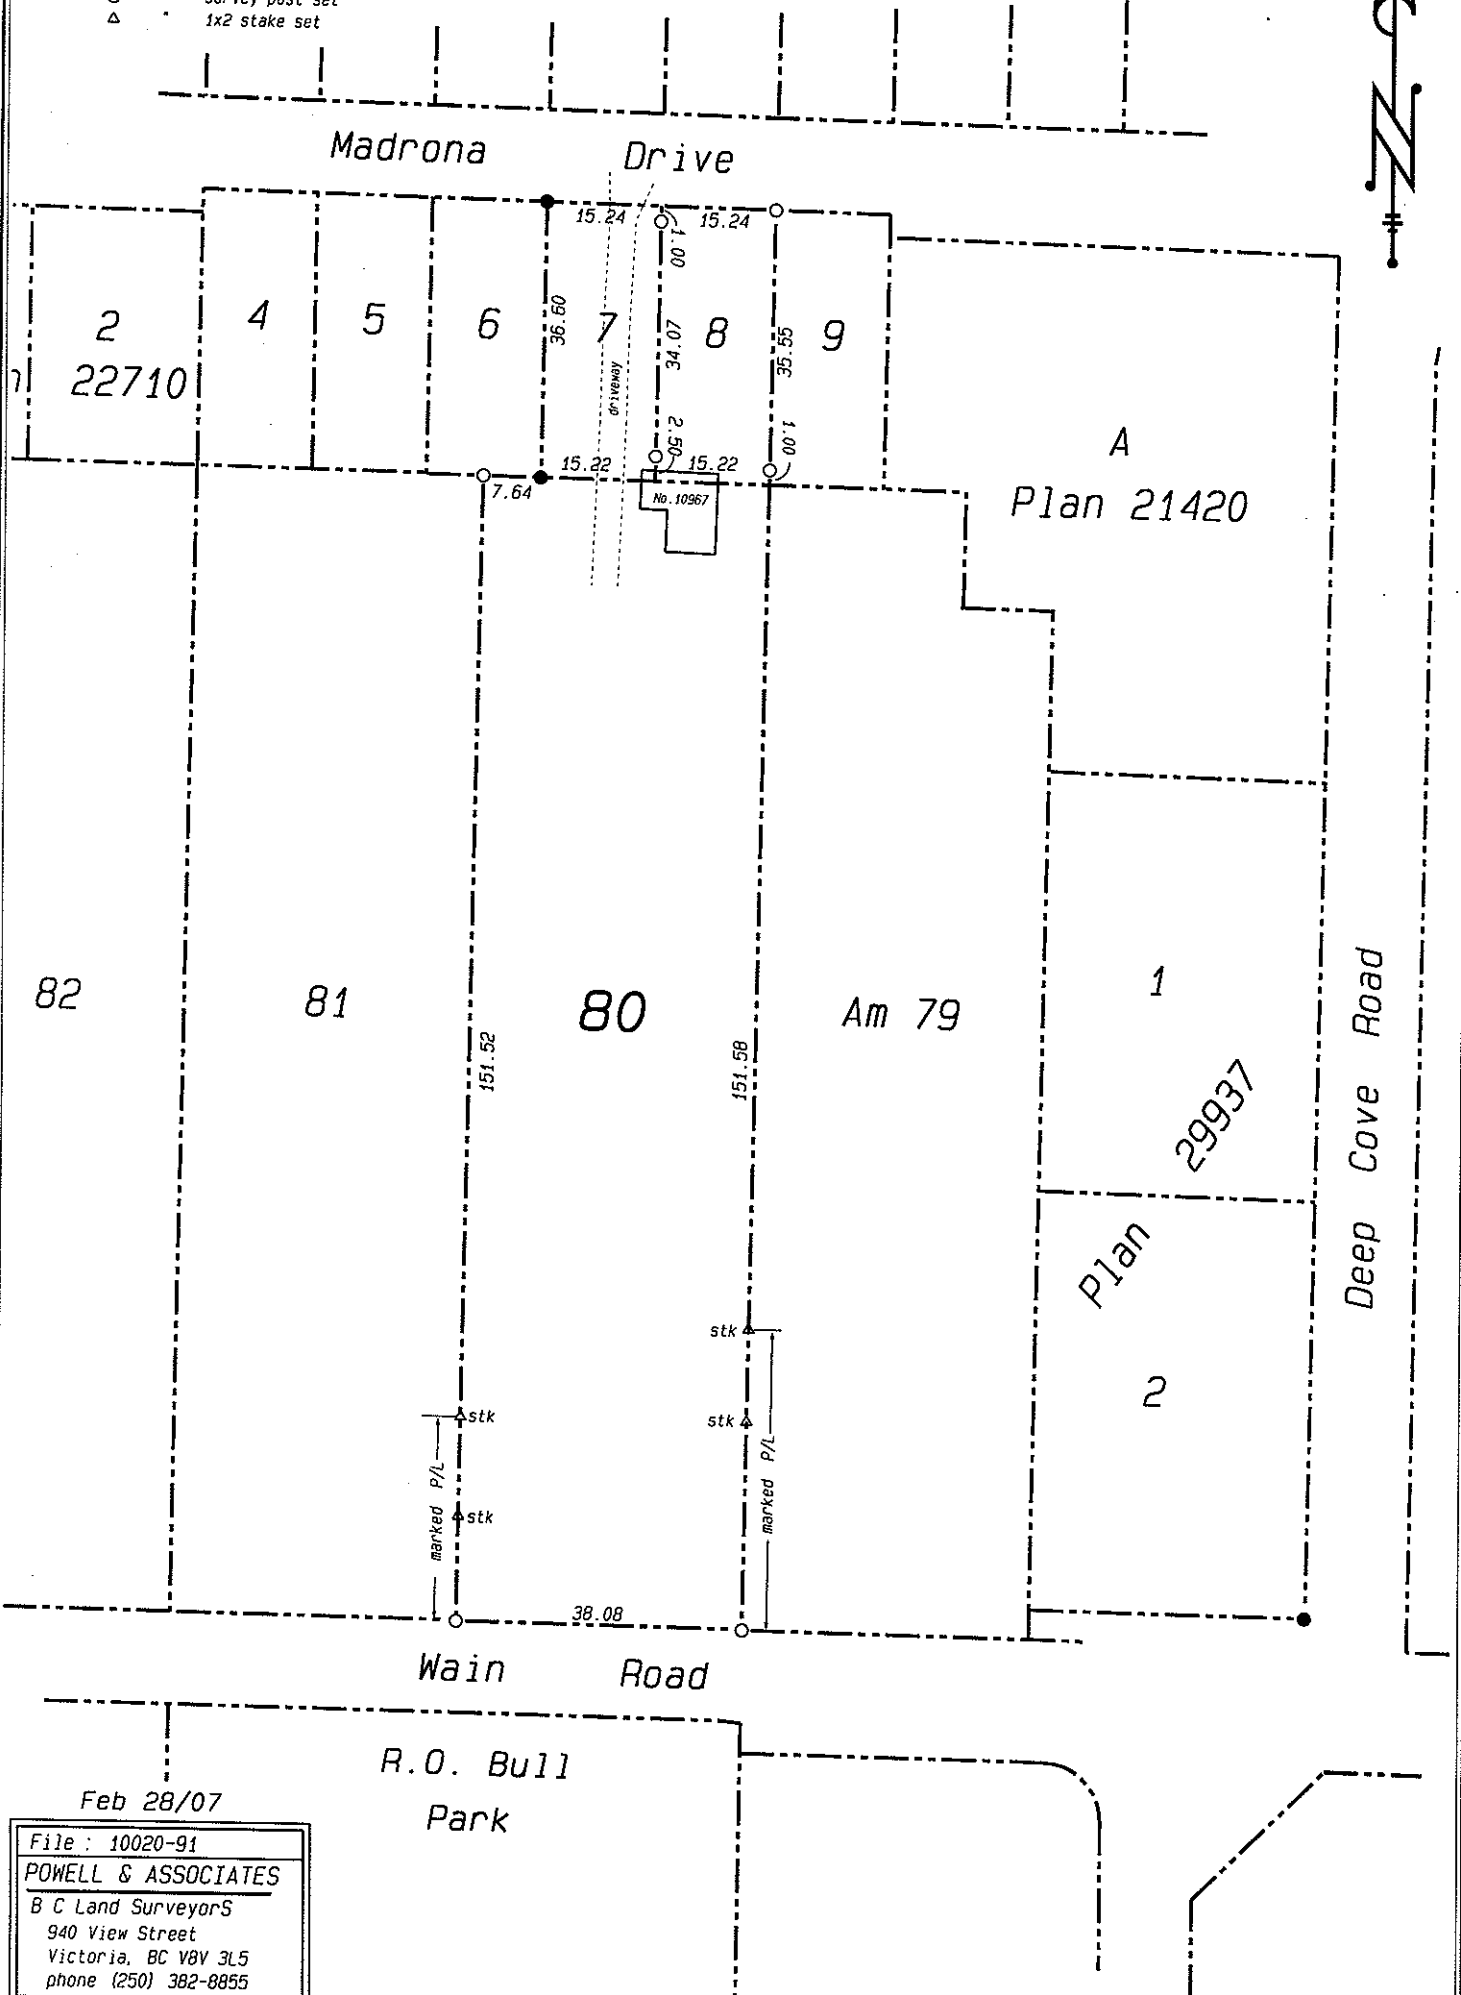 survey post set
" 1x2 stake set
Madrona Drive
15.24
15.24
1.00
2
22710
4
5
6
36.60
7
driveway
34.07
8
35.55
9
2.50
1.00
A
Plan 21420
15.22
15.22
7.64
No.10967
82
81
80
Am 79
1
151.52
151.58
Plan 29937
Deep Cove Road
2
stk
stk
stk
stk
marked P/L
marked P/L
38.08
Wain Road
R.O. Bull
Park
Feb 28/07
File : 10020-91
POWELL & ASSOCIATES
B C Land SurveyorS
940 View Street
Victoria, BC V8V 3L5
phone (250) 382-8855